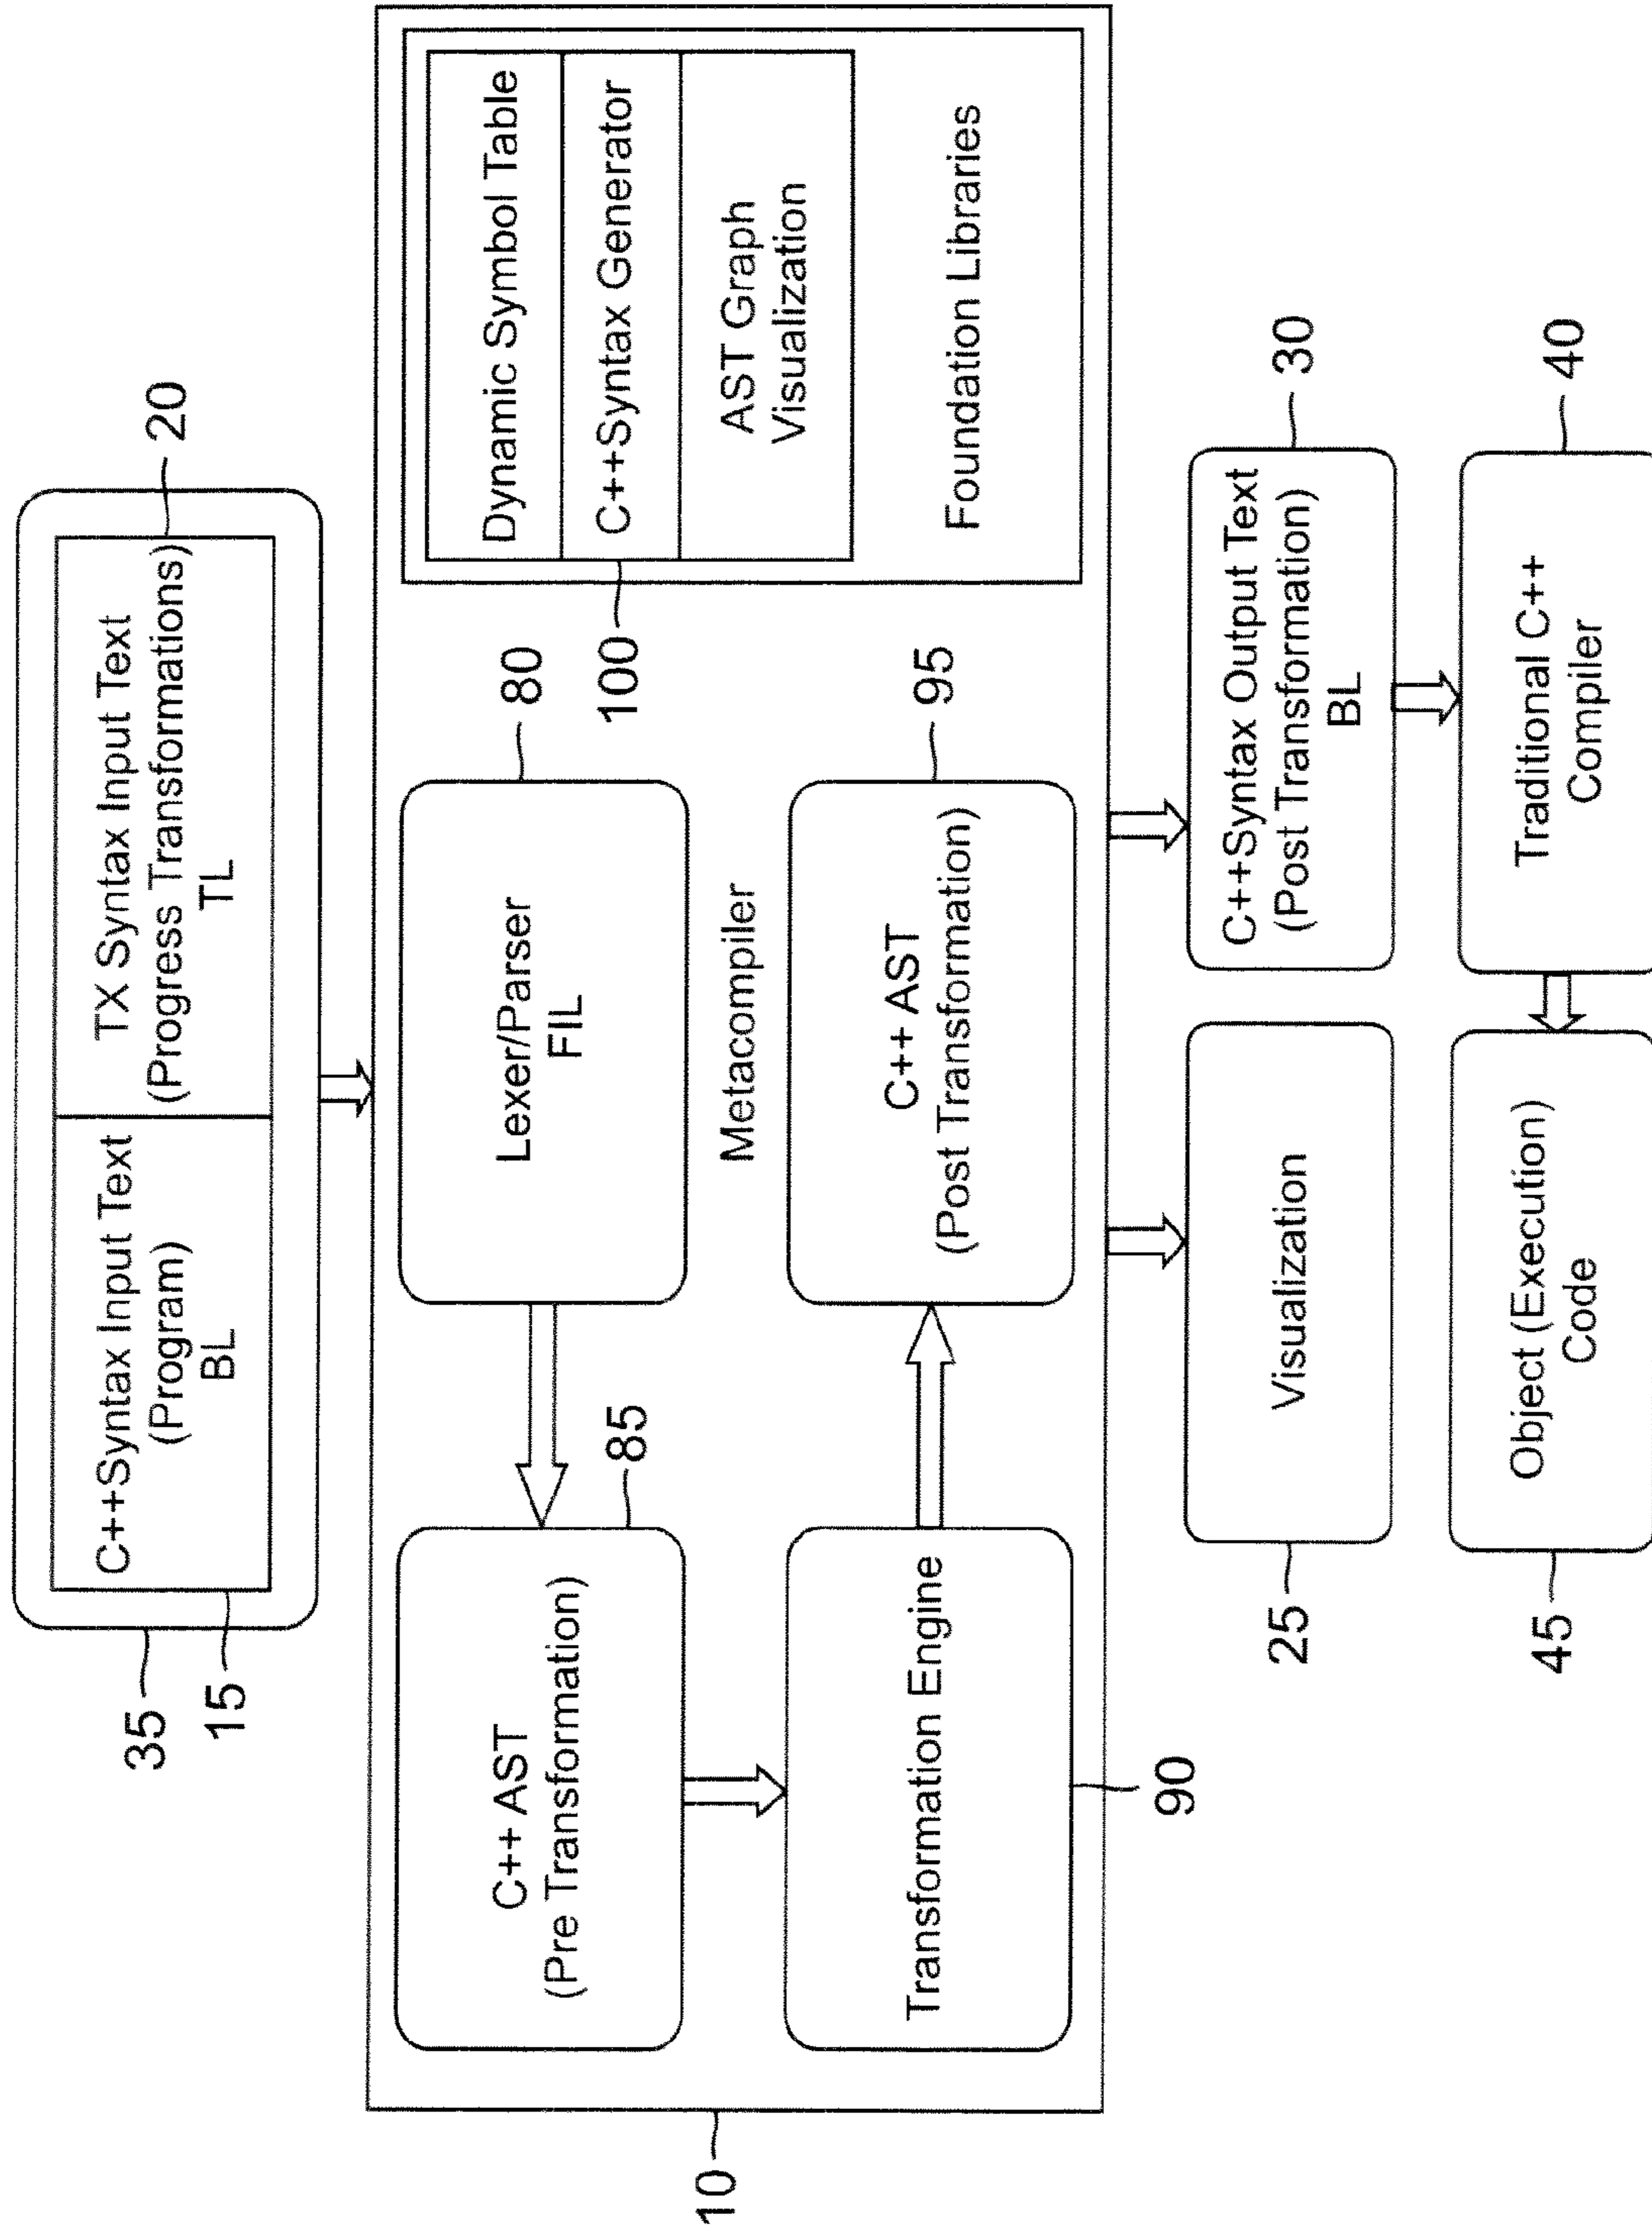 35
15
C++Syntax Input Text
(Program)
BL
TX Syntax Input Text
(Progress Transformations)
TL
20
10
C++ AST
(Pre Transformation)
85
Lexer/Parser
FIL
80
Metacompiler
Transformation Engine
90
C++ AST
(Post Transformation)
95
Dynamic Symbol Table
C++Syntax Generator
100
AST Graph
Visualization
Foundation Libraries
25
Visualization
C++Syntax Output Text
(Post Transformation)
BL
30
45
Object (Execution)
Code
Traditional C++
Compiler
40